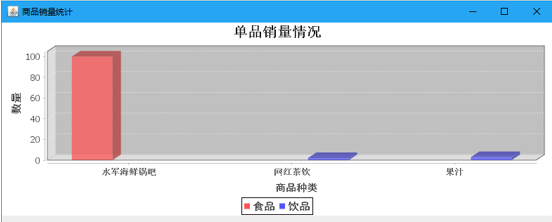 商品销量统计
单品销量情况
数量
100
80
60
40
20
0
水军海鲜锅吧 网红茶饮 果汁
商品种类
食品 饮品